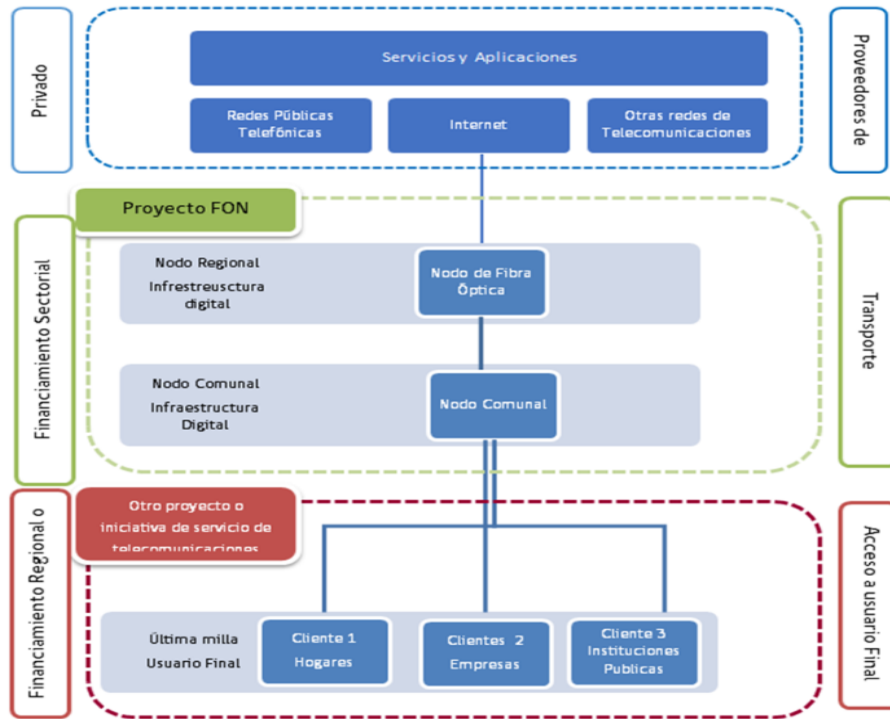 Privado
Servicios y Aplicaciones
Redes Públicas
Telefónicas
Internet
Otras redes de
Telecomunicaciones
Proveedores de
Proyecto FON
Financiamiento Sectorial
Nodo Regional
Infrestreusctura
digital
Nodo de Fibra
Óptica
Nodo Comunal
Infraestructura
Digital
Nodo Comunal
Transporte
Financiamiento Regional o
Otro proyecto o
iniciativa de servicio de
telecomunicaciones
Última milla
Usuario Final
Cliente 1
Hogares
Clientes 2
Empresas
Cliente 3
Instituciones
Publicas
Acceso a usuario Final